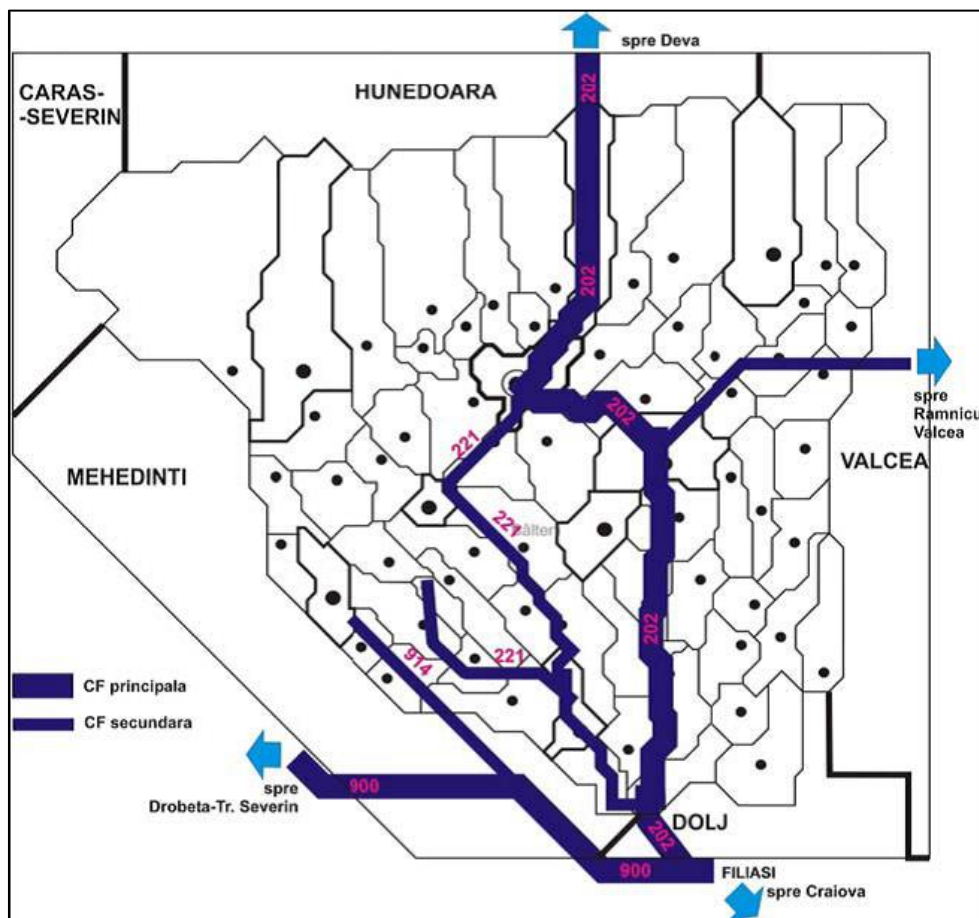 spre Deva
CARAS-
-SEVERIN
HUNEDOARA
202
202
spre
Ramnicu
Valcea
202
221
MEHEDINTI
VALCEA
221
202
914
221
CF principala
CF secundara
spre
Drobeta-Tr. Severin
900
202
DOLJ
900
FILIASI
spre Craiova